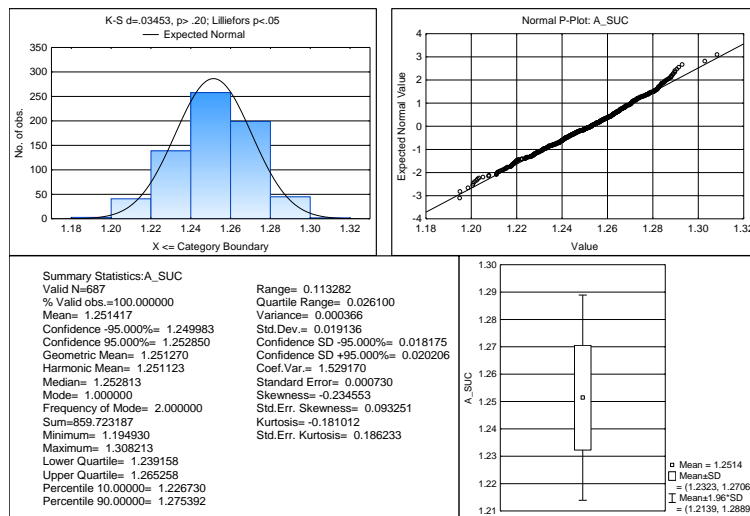 K-S d=.03453, p> .20; Lilliefors p<.05
Expected Normal
350
300
250
200
150
100
50
0
No. of obs.
1.18 1.20 1.22 1.24 1.26 1.28 1.30 1.32
X <= Category Boundary
Normal P-Plot: A_SUC
4
3
2
1
0
-1
-2
-3
-4
Expected Normal Value
1.18 1.20 1.22 1.24 1.26 1.28 1.30 1.32
Value
Summary Statistics:A_SUC
Valid N=687
% Valid obs.=100.000000
Mean= 1.251417
Confidence -95.000%= 1.249983
Confidence 95.000%= 1.252850
Geometric Mean= 1.251270
Harmonic Mean= 1.251123
Median= 1.252813
Mode= 1.000000
Frequency of Mode= 2.000000
Sum=859.723187
Minimum= 1.194930
Maximum= 1.308213
Lower Quartile= 1.239158
Upper Quartile= 1.265258
Percentile 10.00000= 1.226730
Percentile 90.00000= 1.275392
Range= 0.113282
Quartile Range= 0.026100
Variance= 0.000366
Std.Dev.= 0.019136
Confidence SD -95.000%= 0.018175
Confidence SD +95.000%= 0.020206
Coef.Var.= 1.529170
Standard Error= 0.000730
Skewness= -0.234553
Std.Err. Skewness= 0.093251
Kurtosis= -0.181012
Std.Err. Kurtosis= 0.186233
1.30
1.29
1.28
1.27
1.26
1.25
1.24
1.23
1.22
1.21
A_SUC
Mean = 1.2514
Mean±SD
= (1.2323, 1.2706
Mean±1.96*SD
= (1.2139, 1.2889